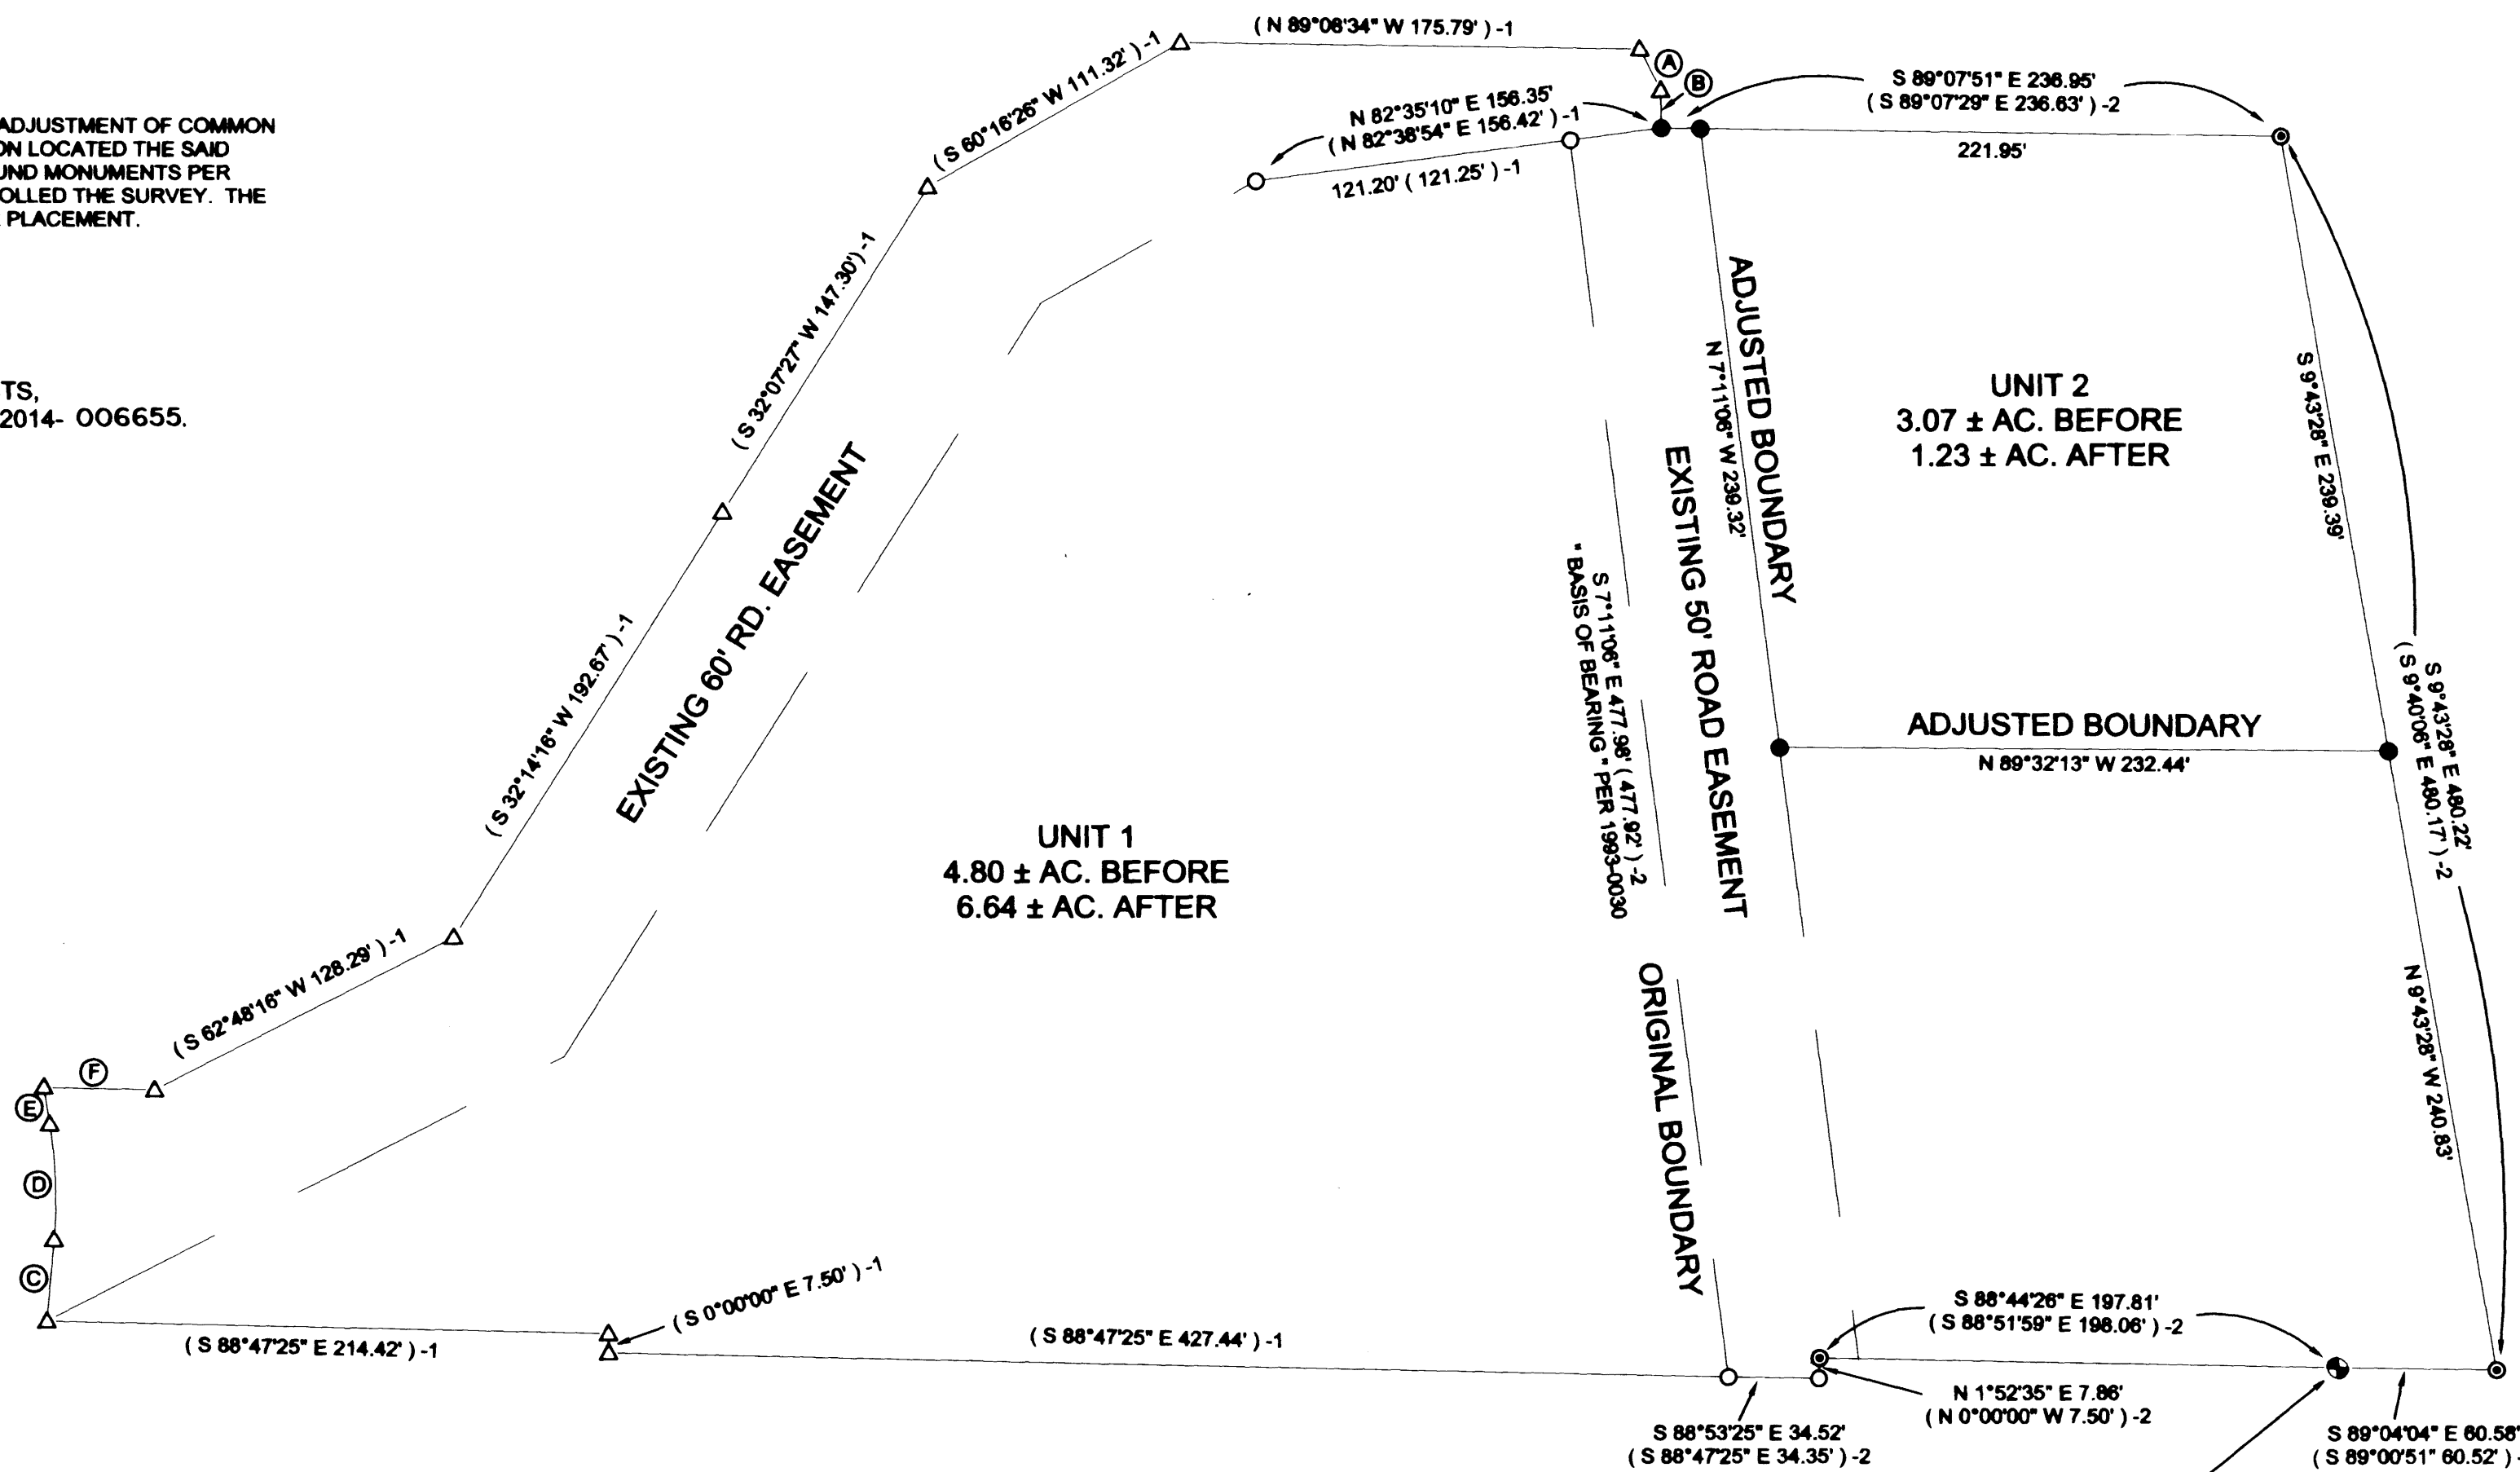 ADJUSTMENT OF COMMON
ON LOCATED THE SAID
UND MONUMENTS PER
OLLED THE SURVEY. THE
PLACEMENT.
TS,
2014- 006655.
( N 89°08'34" W 175.79' ) -1
A
B
S 89°07'51" E 236.95'
( S 89°07'29" E 236.63' ) -2
( S 60°16'26" W 111.32' ) -1
N 82°35'10" E 156.35'
( N 82°38'54" E 156.42' ) -1
121.20' ( 121.25' ) -1
221.95'
( S 32°07'27" W 147.30' ) -1
ADJUSTED BOUNDARY
N 7°11'06" W 239.32'
UNIT 2
3.07 ± AC. BEFORE
1.23 ± AC. AFTER
S 9°43'28" E 239.39'
EXISTING 60' RD. EASEMENT
EXISTING 50' ROAD EASEMENT
S 7°11'06" E 477.98' ( 477.92' ) -2
" BASIS OF BEARING " PER 1993-0030
( S 32°14'16" W 192.67' ) -1
S 9°43'28" E 480.22'
( S 9°40'06" E 480.17' ) -2
ADJUSTED BOUNDARY
N 89°32'13" W 232.44'
UNIT 1
4.80 ± AC. BEFORE
6.64 ± AC. AFTER
( S 62°48'16" W 128.29' ) -1
ORIGINAL BOUNDARY
N 9°43'28" W 240.83'
F
E
D
C
( S 0°00'00" E 7.50' ) -1
( S 88°47'25" E 214.42' ) -1
( S 88°47'25" E 427.44' ) -1
S 88°44'26" E 197.81'
( S 88°51'59" E 198.06' ) -2
N 1°52'35" E 7.86'
( N 0°00'00" W 7.50' ) -2
S 88°53'25" E 34.52'
( S 88°47'25" E 34.35' ) -2
S 89°04'04" E 60.58'
( S 89°00'51" 60.52' ) -